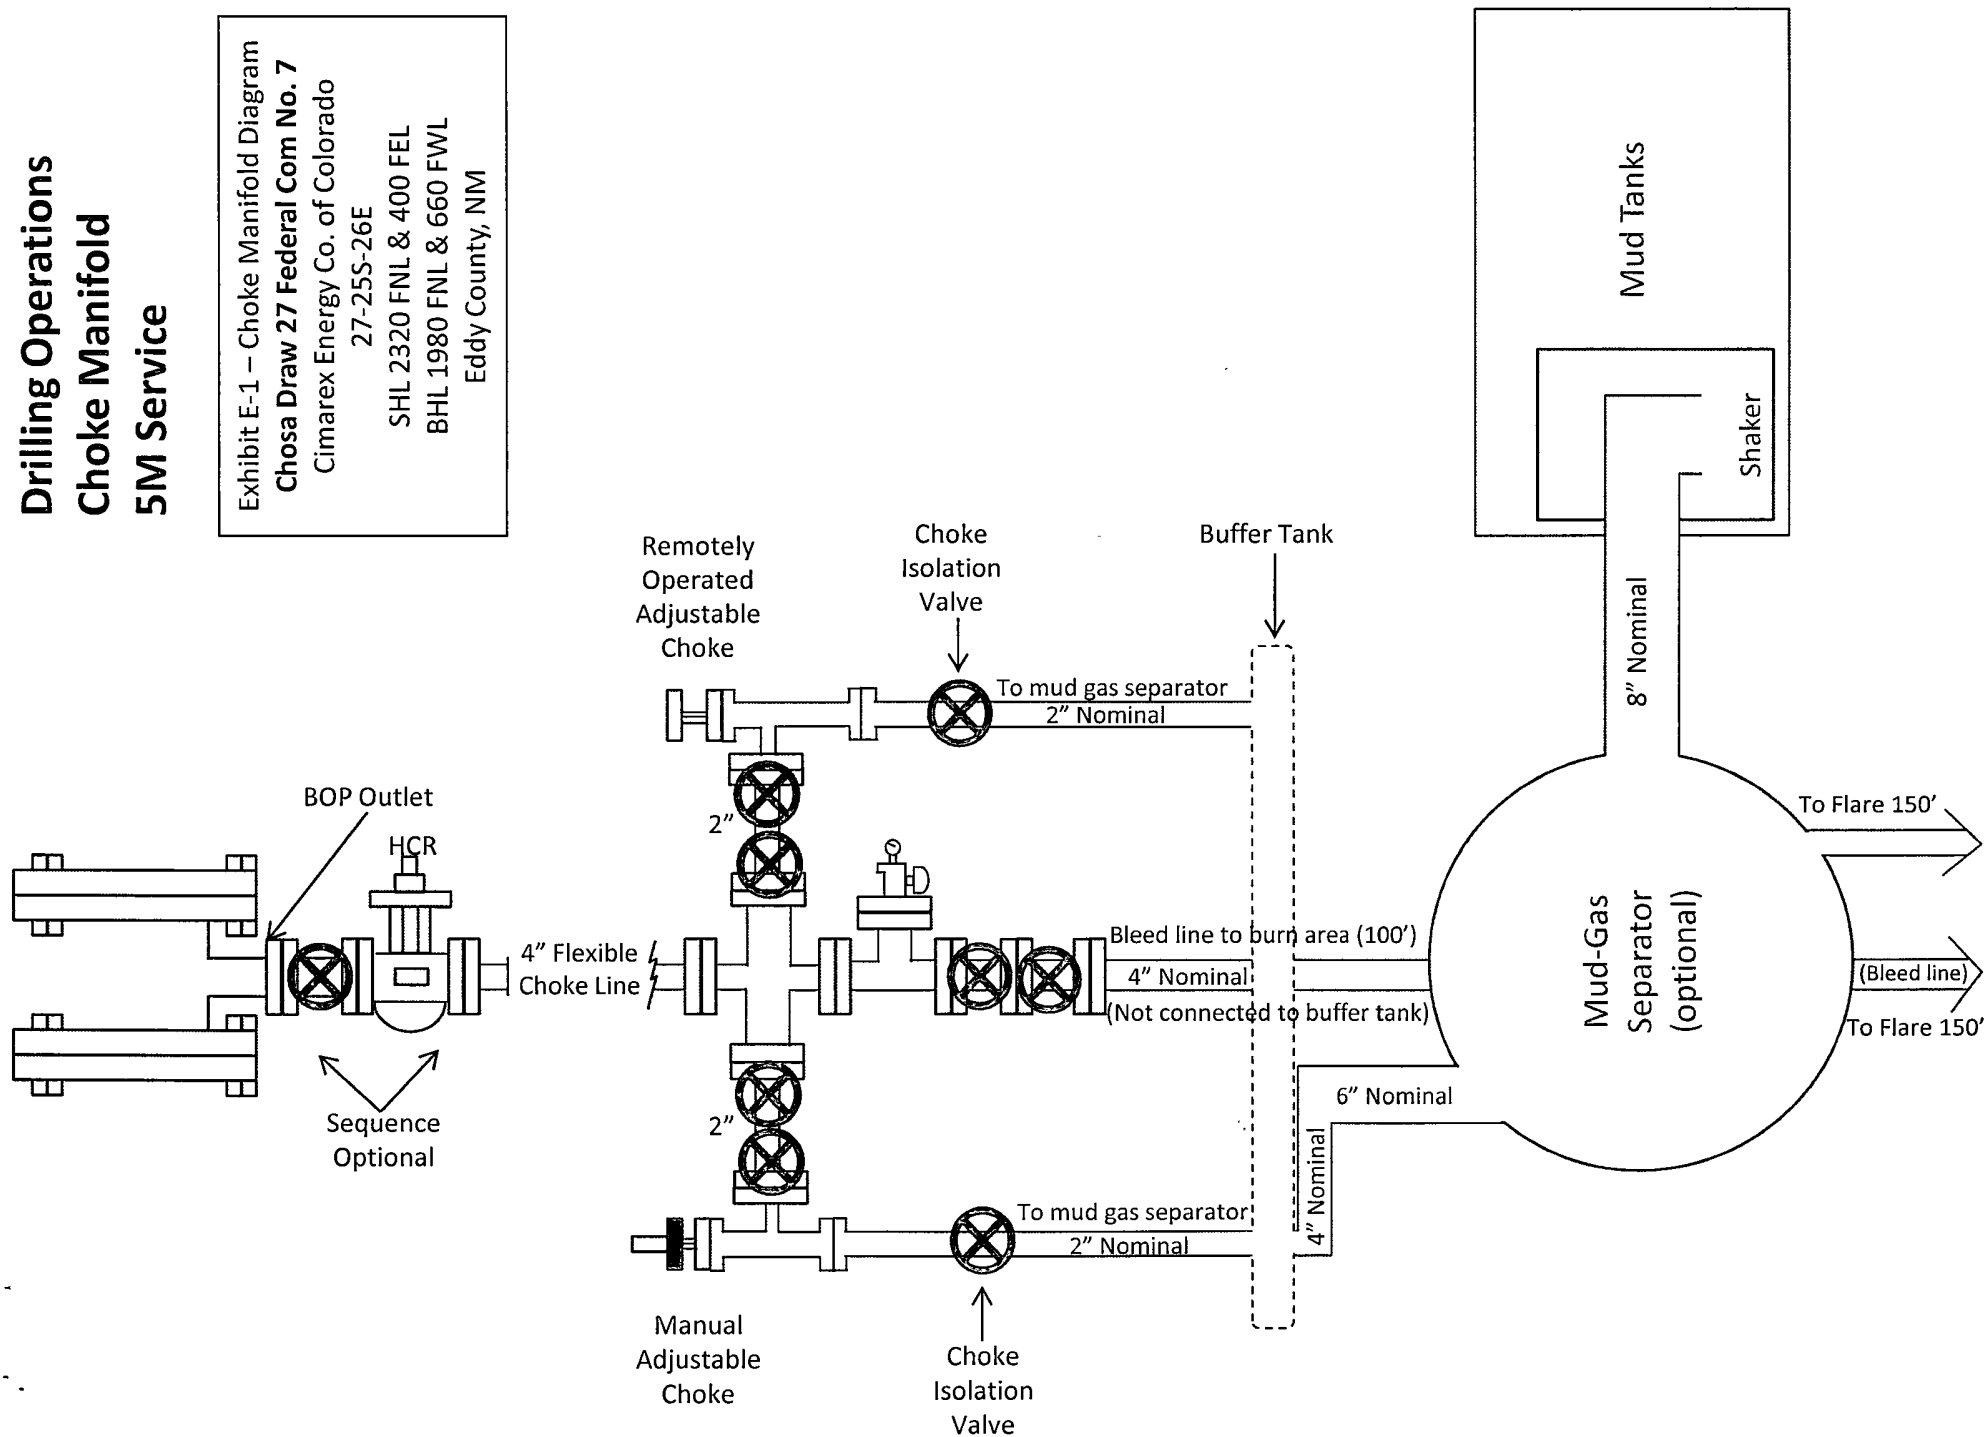 Drilling Operations
Choke Manifold
5M Service
Exhibit E-1 – Choke Manifold Diagram
Chosa Draw 27 Federal Com No. 7
Cimarex Energy Co. of Colorado
27-25S-26E
SHL 2320 FNL & 400 FEL
BHL 1980 FNL & 660 FWL
Eddy County, NM
Remotely
Operated
Adjustable
Choke
Choke
Isolation
Valve
Buffer Tank
Mud Tanks
Shaker
8” Nominal
To mud gas separator
2” Nominal
BOP Outlet
HCR
2”
4” Flexible
Choke Line
Bleed line to burn area (100’)
4” Nominal
(Not connected to buffer tank)
Mud-Gas
Separator
(optional)
To Flare 150’
(Bleed line)
To Flare 150’
Sequence
Optional
2”
6” Nominal
4” Nominal
To mud gas separator
2” Nominal
Manual
Adjustable
Choke
Choke
Isolation
Valve